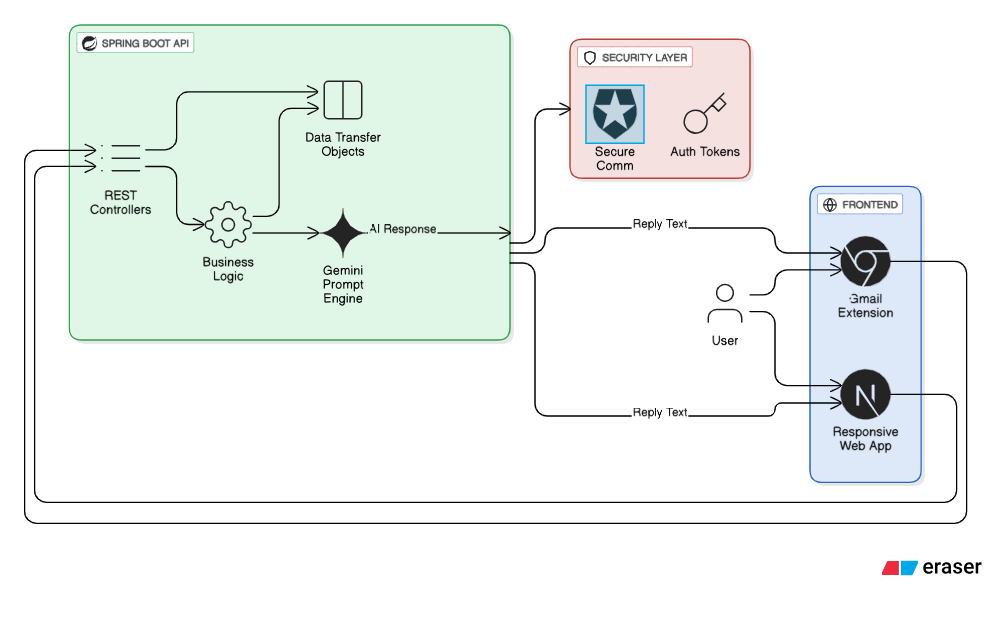 SPRING BOOT API
Data Transfer
Objects
REST
Controllers
Business
Logic
AI Response
Gemini
Prompt
Engine
SECURITY LAYER
Secure
Comm
Auth Tokens
Reply Text
User
Reply Text
FRONTEND
Gmail
Extension
N
Responsive
Web App
eraser